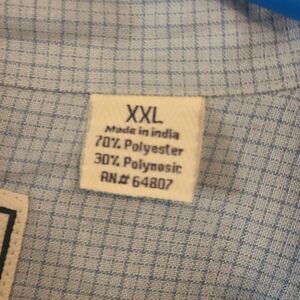 XXL
Made in india
70% Polyester
30% Polynosic
RN# 64807